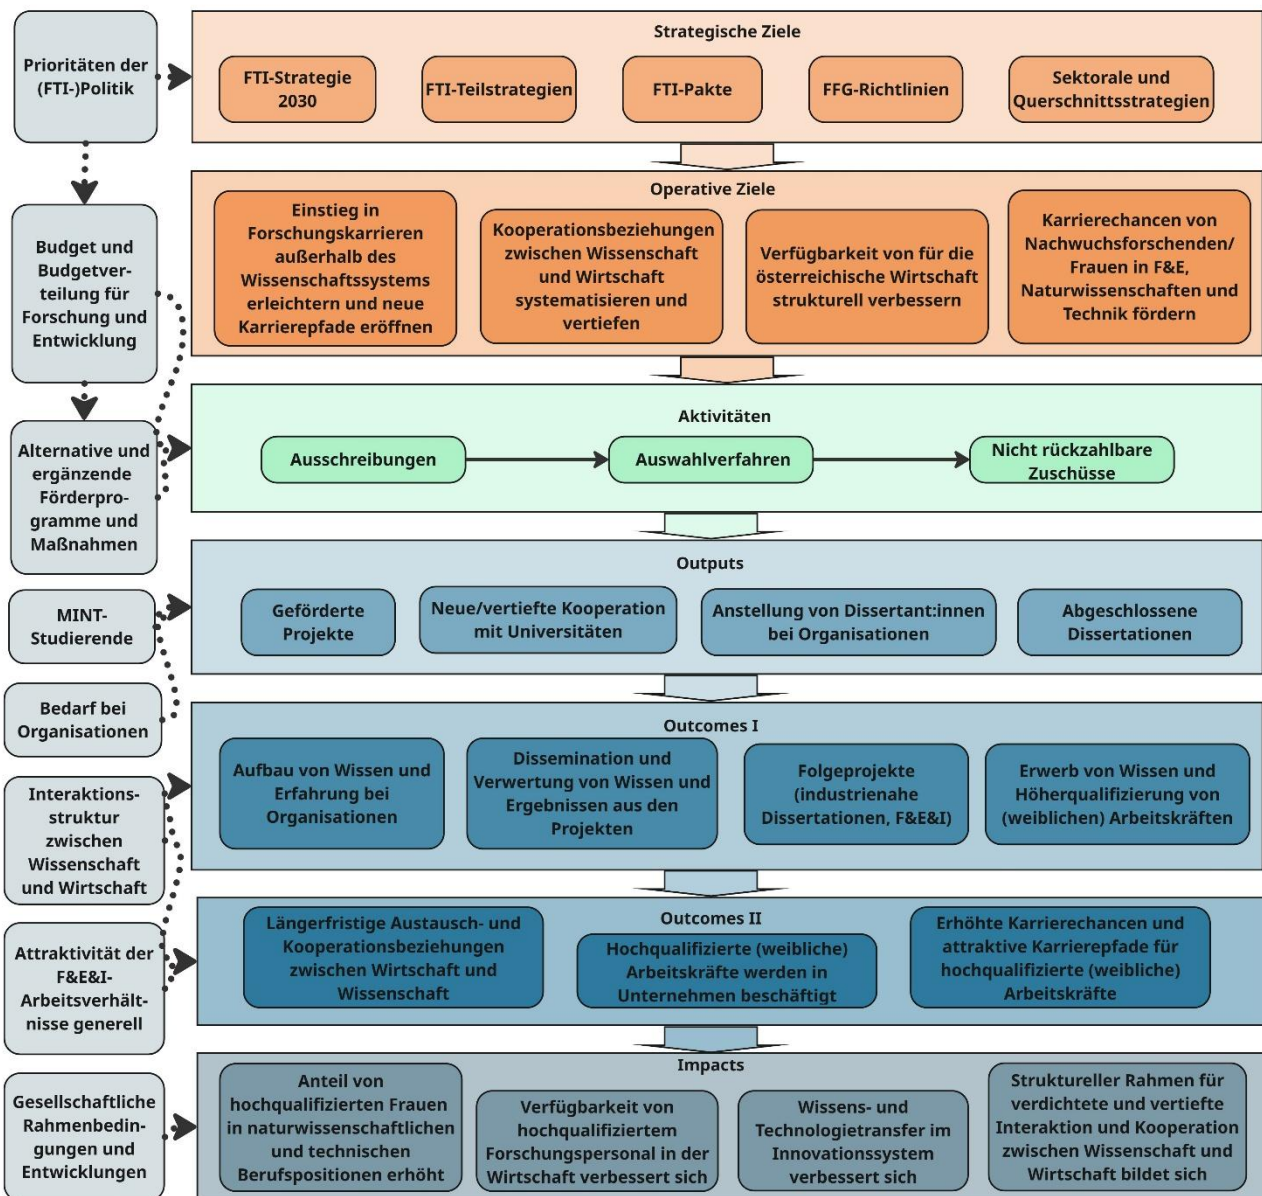 Prioritäten der
(FTI-)Politik
Strategische Ziele
FTI-Strategie
2030
FTI-Teilstrategien
FTI-Pakte
FFG-Richtlinien
Sektorale und
Querschnittsstrategien
Budget und
Budgetver-
teilung für
Forschung und
Entwicklung
Operative Ziele
Einstieg in
Forschungskarrieren
außerhalb des
Wissenschaftssystems
erleichtern und neue
Karrierepfade eröffnen
Kooperationsbeziehungen
zwischen Wissenschaft
und Wirtschaft
systematisieren und
vertiefen
Verfügbarkeit von für die
österreichische Wirtschaft
strukturell verbessern
Karrierechancen von
Nachwuchsforschenden/
Frauen in F&E,
Naturwissenschaften und
Technik fördern
Alternative und
ergänzende
Förderpro-
gramme und
Maßnahmen
Aktivitäten
Ausschreibungen
Auswahlverfahren
Nicht rückzahlbare
Zuschüsse
MINT-
Studierende
Bedarf bei
Organisationen
Outputs
Geförderte
Projekte
Neue/vertiefte Kooperation
mit Universitäten
Anstellung von Dissertant:innen
bei Organisationen
Abgeschlossene
Dissertationen
Interaktions-
struktur
zwischen
Wissenschaft
und Wirtschaft
Outcomes I
Aufbau von Wissen und
Erfahrung bei
Organisationen
Dissemination und
Verwertung von Wissen und
Ergebnissen aus den
Projekten
Folgeprojekte
(industrienahe
Dissertationen, F&E&I)
Erwerb von Wissen und
Höherqualifizierung von
(weiblichen) Arbeitskräften
Attraktivität der
F&E&I-
Arbeitsverhält-
nisse generell
Outcomes II
Längerfristige Austausch- und
Kooperationsbeziehungen
zwischen Wirtschaft und
Wissenschaft
Hochqualifizierte (weibliche)
Arbeitskräfte werden in
Unternehmen beschäftigt
Erhöhte Karrierechancen und
attraktive Karrierepfade für
hochqualifizierte (weibliche)
Arbeitskräfte
Gesellschaftliche
Rahmenbedin-
gungen und
Entwicklungen
Impacts
Anteil von
hochqualifizierten Frauen
in naturwissenschaftlichen
und technischen
Berufspositionen erhöht
Verfügbarkeit von
hochqualifiziertem
Forschungspersonal in der
Wirtschaft verbessert sich
Wissens- und
Technologietransfer im
Innovationssystem
verbessert sich
Struktureller Rahmen für
verdichtete und vertiefte
Interaktion und Kooperation
zwischen Wissenschaft und
Wirtschaft bildet sich